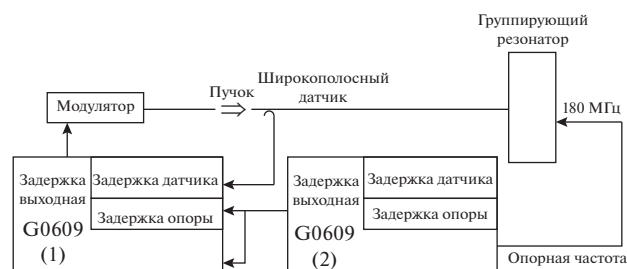 Группирующий
резонатор
Широкополосный
датчик
Пучок
Модулятор
180 МГц
Задержка
выходная
G0609
(1)
Задержка датчика
Задержка опоры
Задержка
выходная
G0609
(2)
Задержка датчика
Задержка опоры
Опорная частота